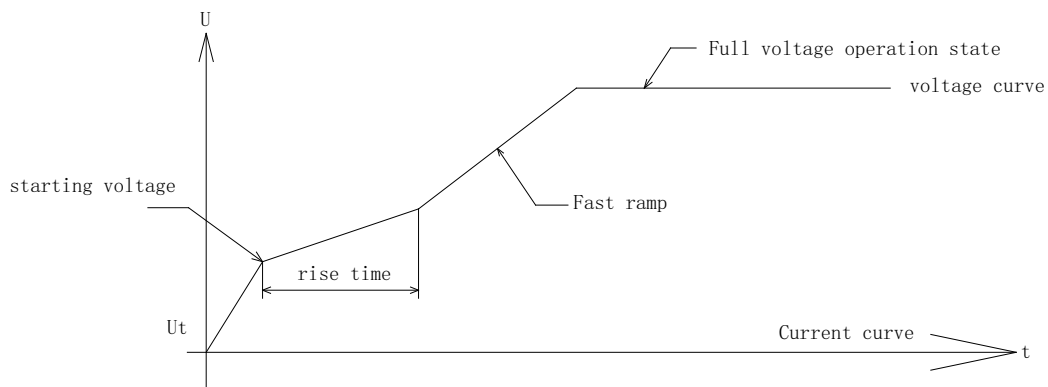 U
Full voltage operation state
voltage curve
starting voltage
Fast ramp
rise time
Ut
Current curve
t